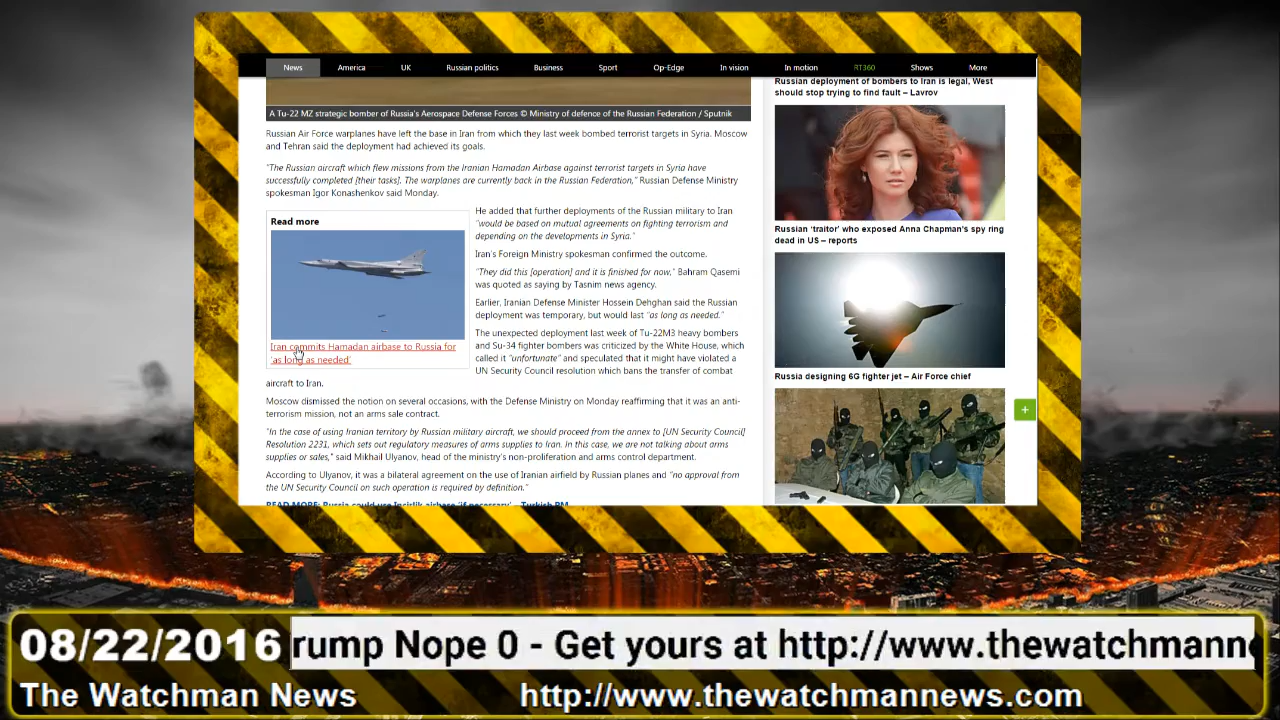 News America UK Russian politics Business Sport Op-Edge In vision In motion RT360 Shows More
A Tu-22 MZ strategic bomber of Russia's Aerospace Defense Forces © Ministry of defence of the Russian Federation / Sputnik
Russian Air Force warplanes have left the base in Iran from which they last week bombed terrorist targets in Syria. Moscow
and Tehran said the deployment had achieved its goals.
"The Russian aircraft which flew missions from the Iranian Hamadan Airbase against terrorist targets in Syria have
successfully completed [their tasks]. The warplanes are currently back in the Russian Federation," Russian Defense Ministry
spokesman Igor Konashenkov said Monday.
Read more
Iran commits Hamadan airbase to Russia for
'as long as needed'
He added that further deployments of the Russian military to Iran
"would be based on mutual agreements on fighting terrorism and
depending on the developments in Syria."
Iran's Foreign Ministry spokesman confirmed the outcome.
"They did this [operation] and it is finished for now," Bahram Qasemi
was quoted as saying by Tasnim news agency.
Earlier, Iranian Defense Minister Hossein Dehghan said the Russian
deployment was temporary, but would last "as long as needed."
The unexpected deployment last week of Tu-22M3 heavy bombers
and Su-34 fighter bombers was criticized by the White House, which
called it "unfortunate" and speculated that it might have violated a
UN Security Council resolution which bans the transfer of combat
aircraft to Iran.
Moscow dismissed the notion on several occasions, with the Defense Ministry on Monday reaffirming that it was an anti-
terrorism mission, not an arms sale contract.
"In the case of using Iranian territory by Russian military aircraft, we should proceed from the annex to [UN Security Council]
Resolution 2231, which sets out regulatory measures of arms supplies to Iran. In this case, we are not talking about arms
supplies or sales," said Mikhail Ulyanov, head of the ministry's non-proliferation and arms control department.
According to Ulyanov, it was a bilateral agreement on the use of Iranian airfield by Russian planes and "no approval from
the UN Security Council on such operation is required by definition."
READ MORE: Russia could use Incirlik airbase 'if necessary' – Turkish PM
Russian deployment of bombers to Iran is legal, West
should stop trying to find fault – Lavrov
Russian 'traitor' who exposed Anna Chapman's spy ring
dead in US – reports
Russia designing 6G fighter jet – Air Force chief
+
08/22/2016 rump Nope 0 - Get yours at http://www.thewatchmanne
The Watchman News http://www.thewatchmannews.com